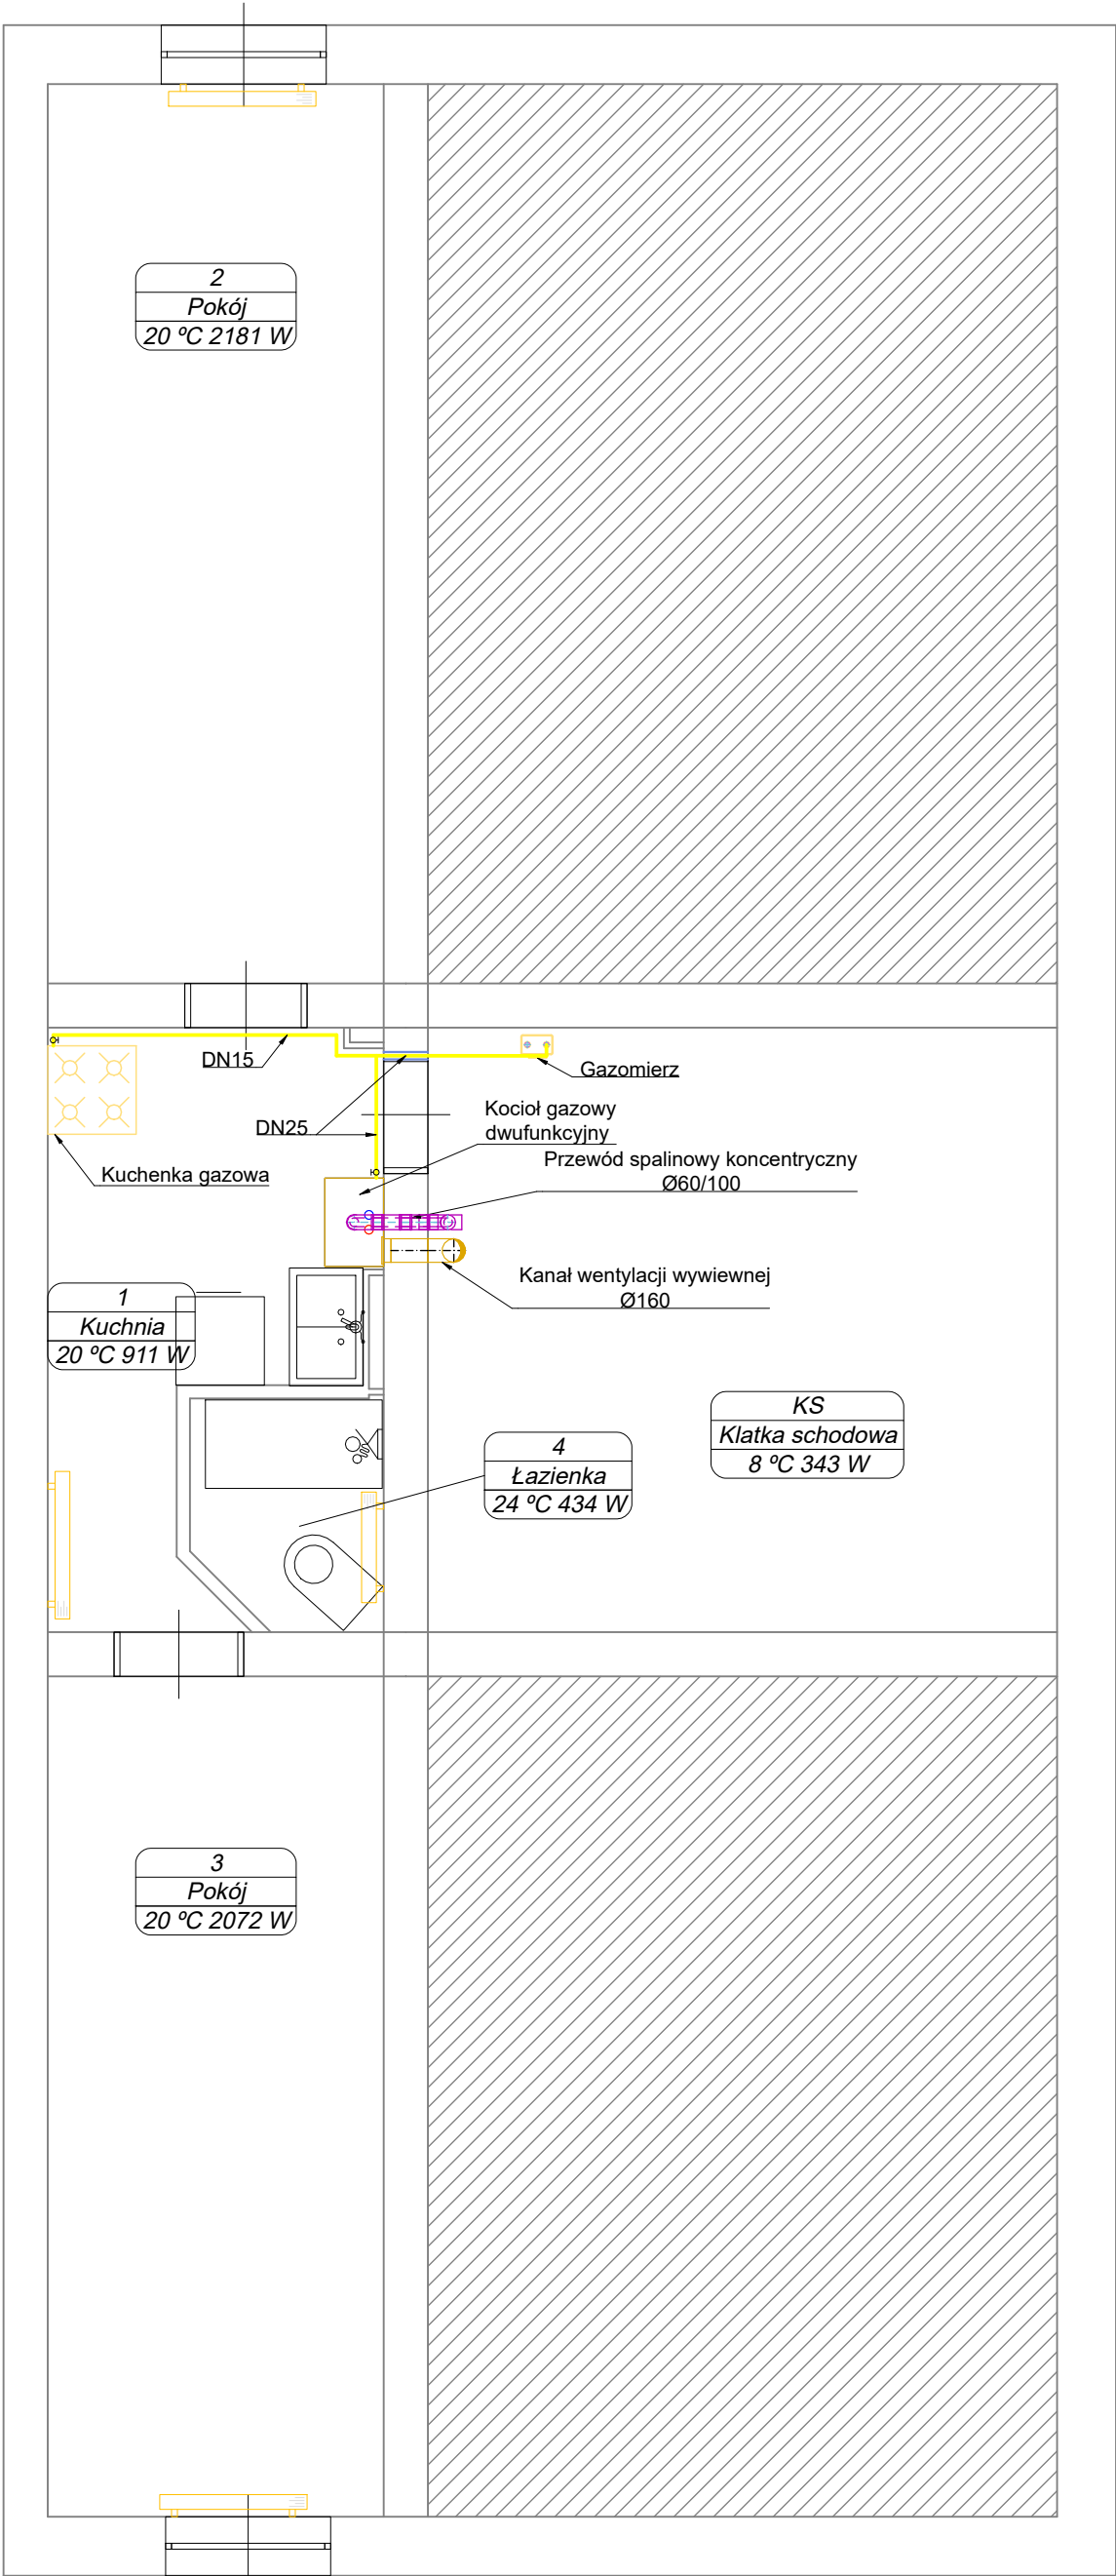 2
Pokój
20 ºC 2181 W
DN15
Gazomierz
Kocioł gazowy
dwufunkcyjny
DN25
Przewód spalinowy koncentryczny
Ø60/100
Kuchenka gazowa
Kanał wentylacji wywiewnej
Ø160
1
Kuchnia
20 ºC 911 W
KS
Klatka schodowa
8 ºC 343 W
4
Łazienka
24 ºC 434 W
3
Pokój
20 ºC 2072 W